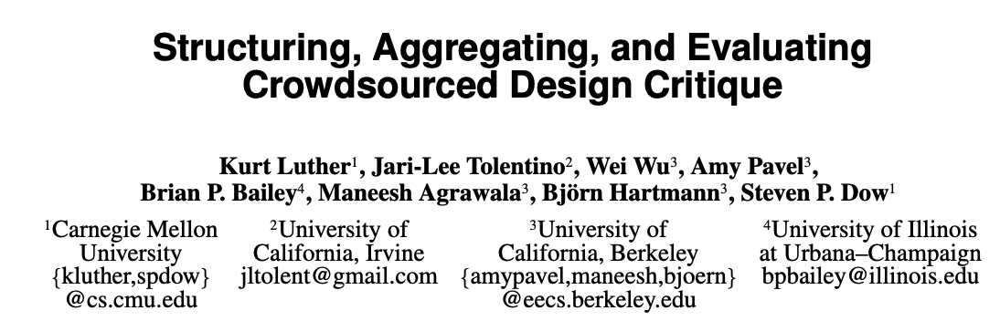 Structuring, Aggregating, and Evaluating
Crowdsourced Design Critique
Kurt Luther¹, Jari-Lee Tolentino², Wei Wu³, Amy Pavel³,
Brian P. Bailey⁴, Maneesh Agrawala³, Björn Hartmann³, Steven P. Dow¹
¹Carnegie Mellon
University
{kluther,spdow}
@cs.cmu.edu
²University of
California, Irvine
jltolent@gmail.com
³University of
California, Berkeley
{amypavel,maneesh,bjoern}
@eecs.berkeley.edu
⁴University of Illinois
at Urbana–Champaign
bpbailey@illinois.edu